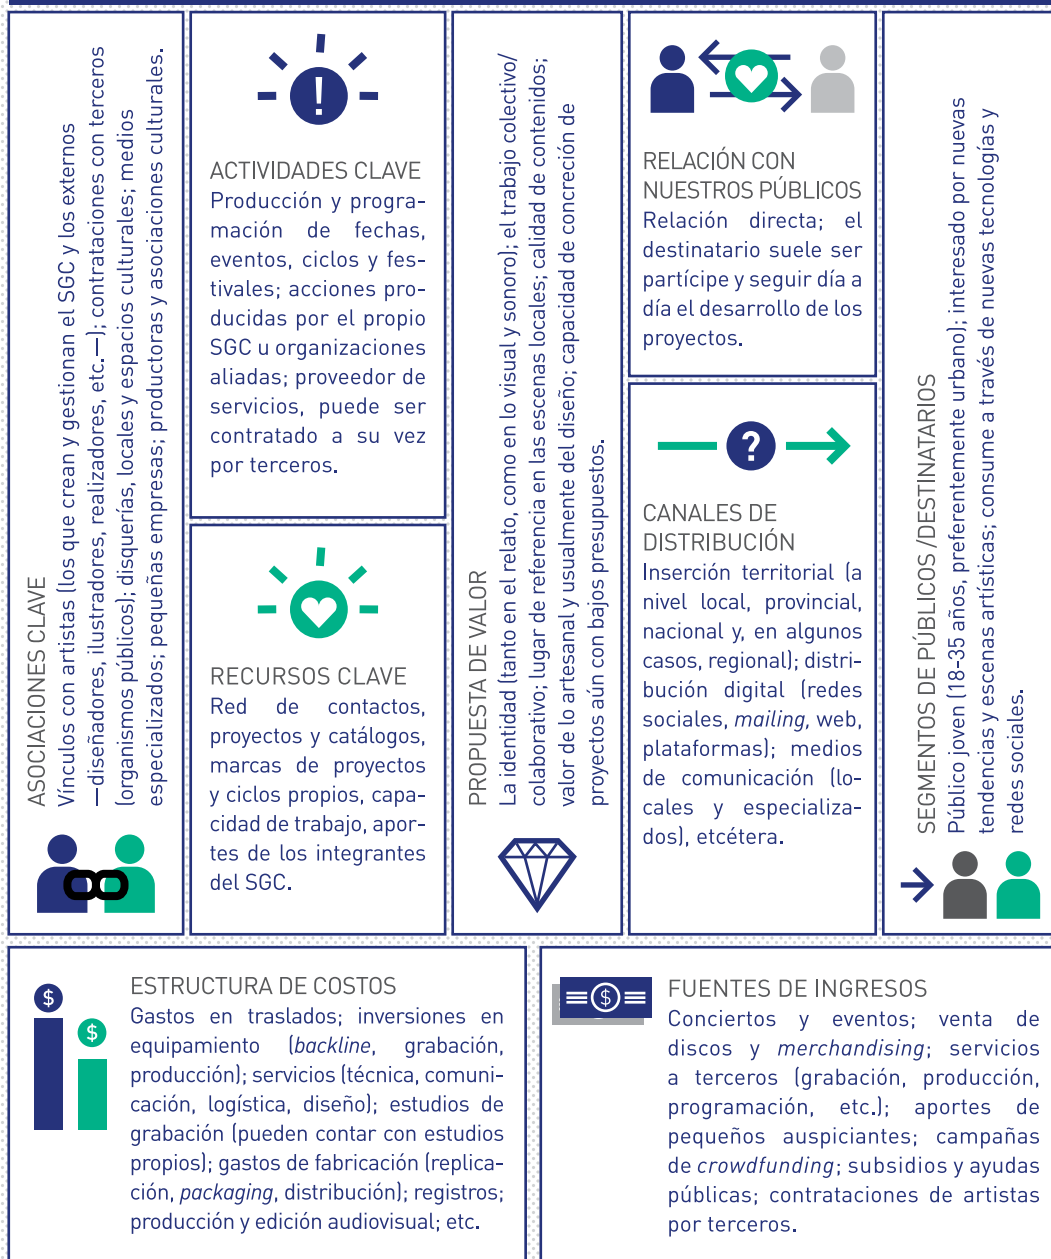 ASOCIACIONES CLAVE
Vínculos con artistas (los que crean y gestionan el SGC y los externos
—diseñadores, ilustradores, realizadores, etc.—); contrataciones con terceros
(organismos públicos); disquerías, locales y espacios culturales; medios
especializados; pequeñas empresas; productoras y asociaciones culturales.
!
ACTIVIDADES CLAVE
Producción y progra-
mación de fechas,
eventos, ciclos y fes-
tivales; acciones pro-
ducidas por el propio
SGC u organizaciones
aliadas; proveedor de
servicios, puede ser
contratado a su vez
por terceros.
RECURSOS CLAVE
Red de contactos,
proyectos y catálogos,
marcas de proyectos
y ciclos propios, capa-
cidad de trabajo, apor-
tes de los integrantes
del SGC.
PROPUESTA DE VALOR
La identidad (tanto en el relato, como en lo visual y sonoro); el trabajo colectivo/
colaborativo; lugar de referencia en las escenas locales; calidad de contenidos;
valor de lo artesanal y usualmente del diseño; capacidad de concreción de
proyectos aún con bajos presupuestos.
RELACIÓN CON
NUESTROS PÚBLICOS
Relación directa; el
destinatario suele ser
partícipe y seguir día a
día el desarrollo de los
proyectos.
?
CANALES DE
DISTRIBUCIÓN
Inserción territorial (a
nivel local, provincial,
nacional y, en algunos
casos, regional); distri-
bución digital (redes
sociales, mailing, web,
plataformas); medios
de comunicación (lo-
cales y especializa-
dos), etcétera.
SEGMENTOS DE PÚBLICOS /DESTINATARIOS
Público joven (18-35 años, preferentemente urbano); interesado por nuevas
tendencias y escenas artísticas; consume a través de nuevas tecnologías y
redes sociales.
$
$
ESTRUCTURA DE COSTOS
Gastos en traslados; inversiones en
equipamiento (backline, grabación,
producción); servicios (técnica, comuni-
cación, logística, diseño); estudios de
grabación (pueden contar con estudios
propios); gastos de fabricación (replica-
ción, packaging, distribución); registros;
producción y edición audiovisual; etc.
$
FUENTES DE INGRESOS
Conciertos y eventos; venta de
discos y merchandising; servicios
a terceros (grabación, producción,
programación, etc.); aportes de
pequeños auspiciantes; campañas
de crowdfunding; subsidios y ayudas
públicas; contrataciones de artistas
por terceros.